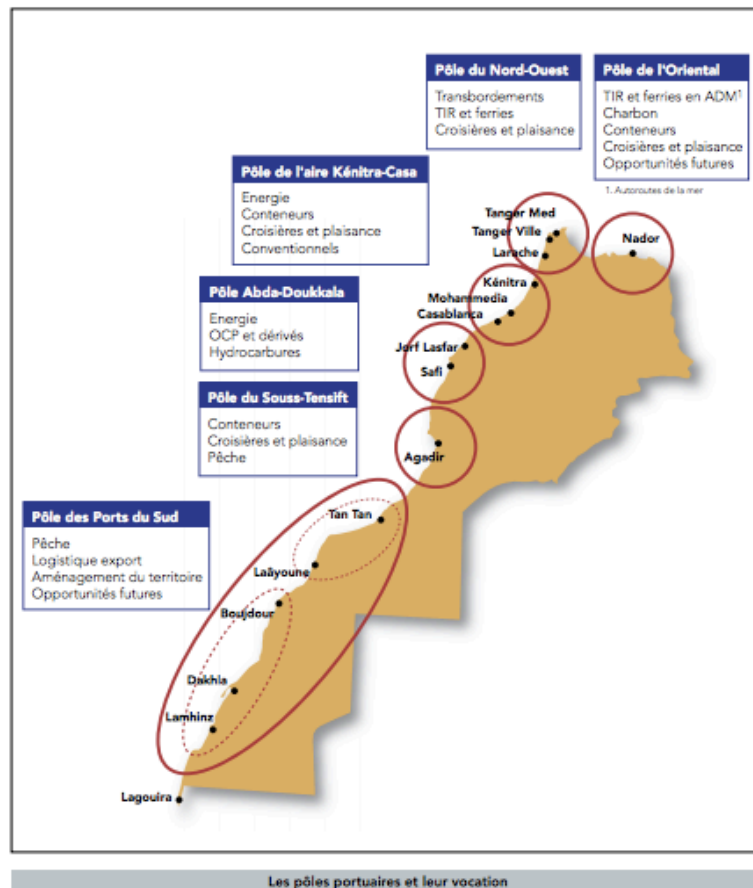 Pôle du Nord-Ouest
Transbordements
TIR et ferries
Croisières et plaisance
Pôle de l'Oriental
TIR et ferries en ADM¹
Charbon
Conteneurs
Croisières et plaisance
Opportunités futures
1. Autoroutes de la mer
Pôle de l'aire Kénitra-Casa
Energie
Conteneurs
Croisières et plaisance
Conventionnels
Pôle Abda-Doukkala
Energie
OCP et dérivés
Hydrocarbures
Pôle du Souss-Tensift
Conteneurs
Croisières et plaisance
Pêche
Pôle des Ports du Sud
Pêche
Logistique export
Aménagement du territoire
Opportunités futures
Tanger Med
Tanger Ville
Larache
Nador
Kénitra
Mohammedia
Casablanca
Jorf Lasfar
Safi
Agadir
Tan Tan
Laâyoune
Boujdour
Dakhla
Lamhinz
Lagouira
Les pôles portuaires et leur vocation